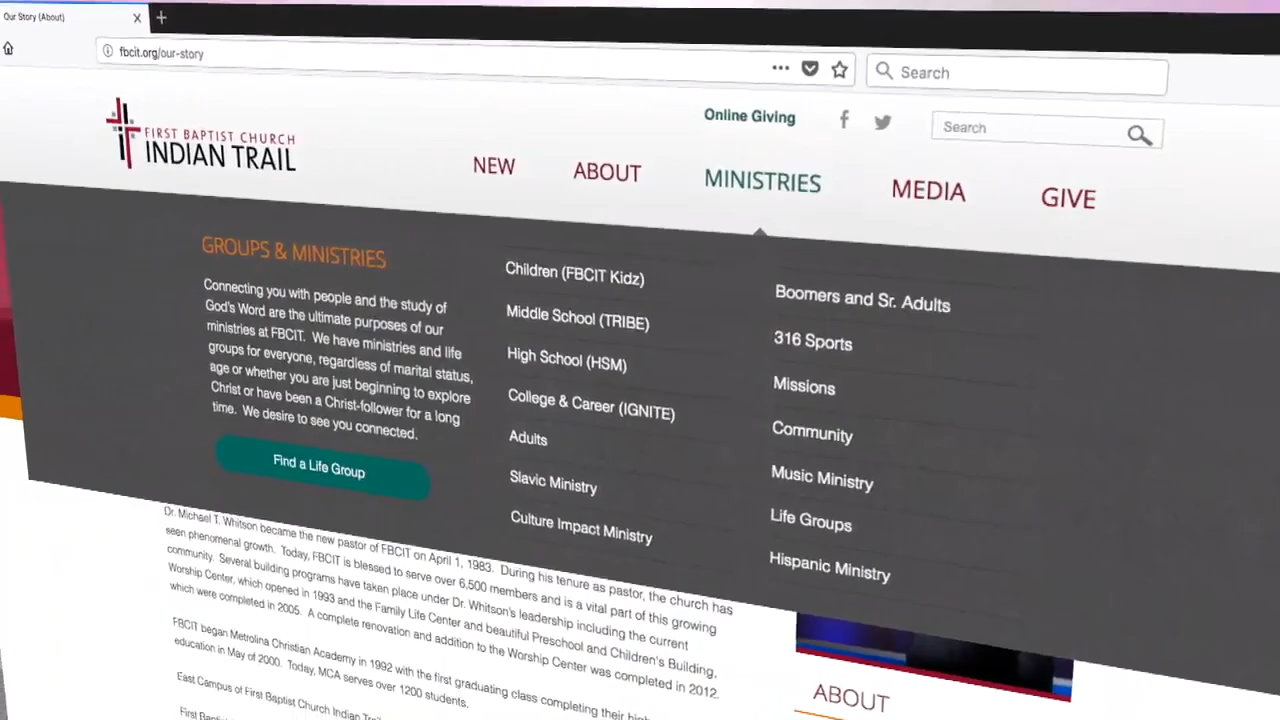 Our Story (About)
fbcit.org/our-story
Search
Online Giving
Search
FIRST BAPTIST CHURCH
INDIAN TRAIL
NEW
ABOUT
MINISTRIES
MEDIA
GIVE
GROUPS & MINISTRIES
Connecting you with people and the study of
God's Word are the ultimate purposes of our
ministries at FBCIT. We have ministries and life
groups for everyone, regardless of marital status,
age or whether you are just beginning to explore
Christ or have been a Christ-follower for a long
time. We desire to see you connected.
Find a Life Group
Children (FBCIT Kidz)
Middle School (TRIBE)
High School (HSM)
College & Career (IGNITE)
Adults
Slavic Ministry
Culture Impact Ministry
Boomers and Sr. Adults
316 Sports
Missions
Community
Music Ministry
Life Groups
Hispanic Ministry
Dr. Michael T. Whitson became the new pastor of FBCIT on April 1, 1983. During his tenure as pastor, the church has
seen phenomenal growth. Today, FBCIT is blessed to serve over 6,500 members and is a vital part of this growing
community. Several building programs have taken place under Dr. Whitson's leadership including the current
Worship Center, which opened in 1993 and the Family Life Center and beautiful Preschool and Children's Building,
which were completed in 2005. A complete renovation and addition to the Worship Center was completed in 2012.
FBCIT began Metrolina Christian Academy in 1992 with the first graduating class completing their high
education in May of 2000. Today, MCA serves over 1200 students.
East Campus of First Baptist Church Indian
First
ABOUT